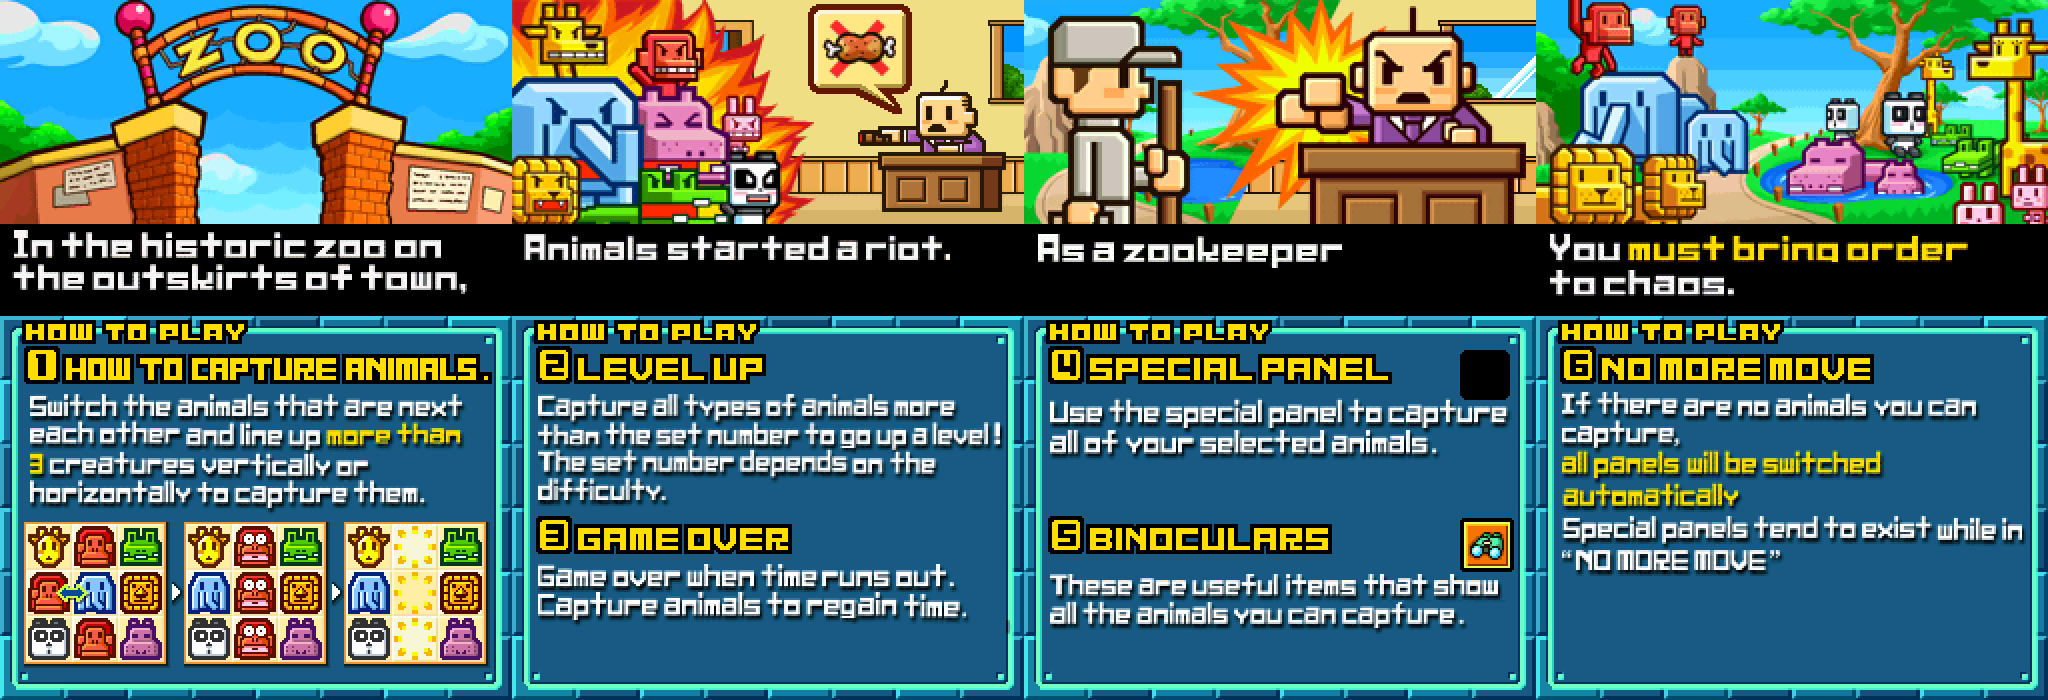 ZOO
In the historic zoo on
the outskirts of town,
Animals started a riot.
As a zookeeper
You must bring order
to chaos.
HOW TO PLAY
1 HOW TO CAPTURE ANIMALS.
Switch the animals that are next
each other and line up more than
3 creatures vertically or
horizontally to capture them.
HOW TO PLAY
2 LEVEL UP
Capture all types of animals more
than the set number to go up a level!
The set number depends on the
difficulty.
3 GAME OVER
Game over when time runs out.
Capture animals to regain time.
HOW TO PLAY
4 SPECIAL PANEL
Use the special panel to capture
all of your selected animals.
5 BINOCULARS
These are useful items that show
all the animals you can capture.
HOW TO PLAY
6 NO MORE MOVE
If there are no animals you can
capture,
all panels will be switched
automatically
Special panels tend to exist while in
“NO MORE MOVE”